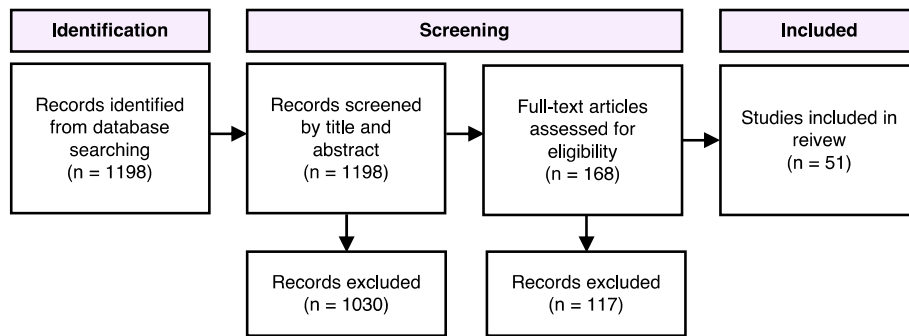 Identification
Screening
Included
Records identified
from database
searching
(n = 1198)
Records screened
by title and
abstract
(n = 1198)
Full-text articles
assessed for
eligibility
(n = 168)
Studies included in
reivew
(n = 51)
Records excluded
(n = 1030)
Records excluded
(n = 117)